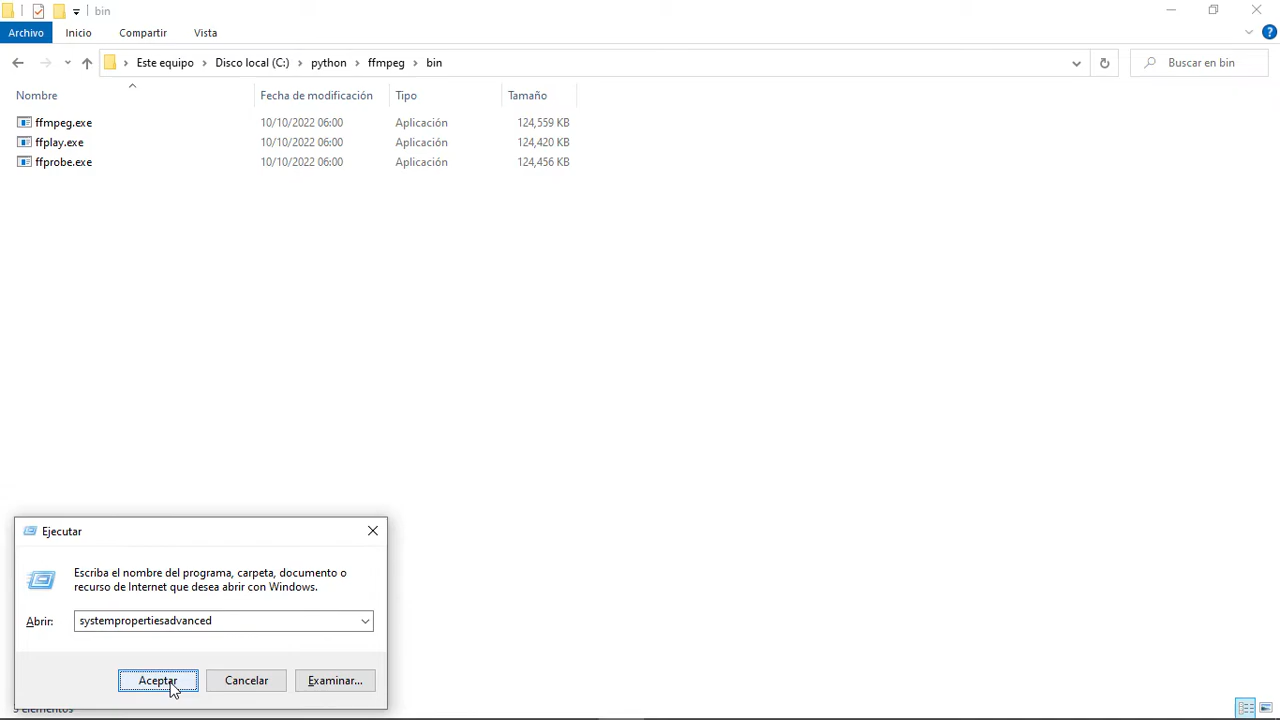 bin
Archivo Inicio Compartir Vista
Este equipo Disco local (C:) python ffmpeg bin Buscar en bin
Nombre Fecha de modificación Tipo Tamaño
ffmpeg.exe 10/10/2022 06:00 Aplicación 124,559 KB
ffplay.exe 10/10/2022 06:00 Aplicación 124,420 KB
ffprobe.exe 10/10/2022 06:00 Aplicación 124,456 KB
Ejecutar
Escriba el nombre del programa, carpeta, documento o
recurso de Internet que desea abrir con Windows.
Abrir: systempropertiesadvanced
Aceptar Cancelar Examinar...
elementos